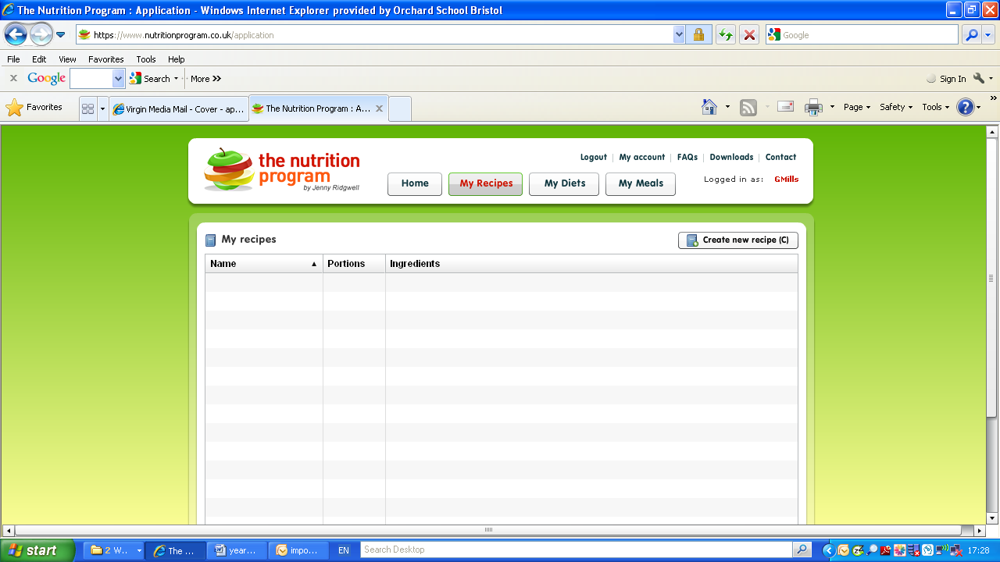 The Nutrition Program : Application - Windows Internet Explorer provided by Orchard School Bristol
https://www.nutritionprogram.co.uk/application
Google
File Edit View Favorites Tools Help
x Google Search More >> Sign In
Favorites Virgin Media Mail - Cover - ap... The Nutrition Program : A... Page Safety Tools
the nutrition program
by Jenny Ridgwell
Logout | My account | FAQs | Downloads | Contact
Home My Recipes My Diets My Meals Logged in as: GMills
My recipes Create new recipe (C)
Name Portions Ingredients
start 2 W... The ... year... impo... EN Search Desktop 17:28